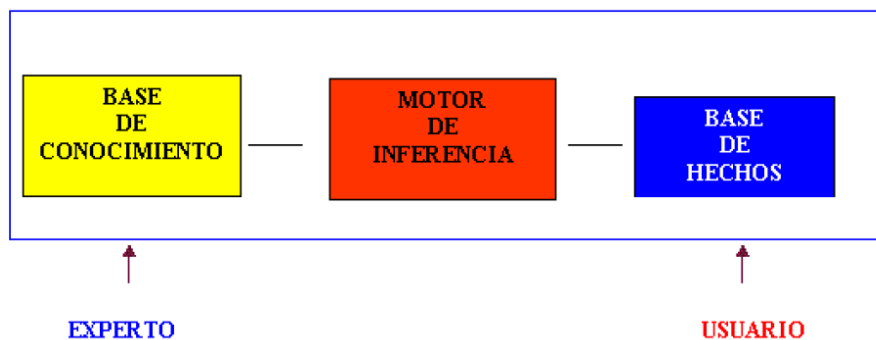 BASE
DE
CONOCIMIENTO
MOTOR
DE
INFERENCIA
BASE
DE
HECHOS
EXPERTO
USUARIO